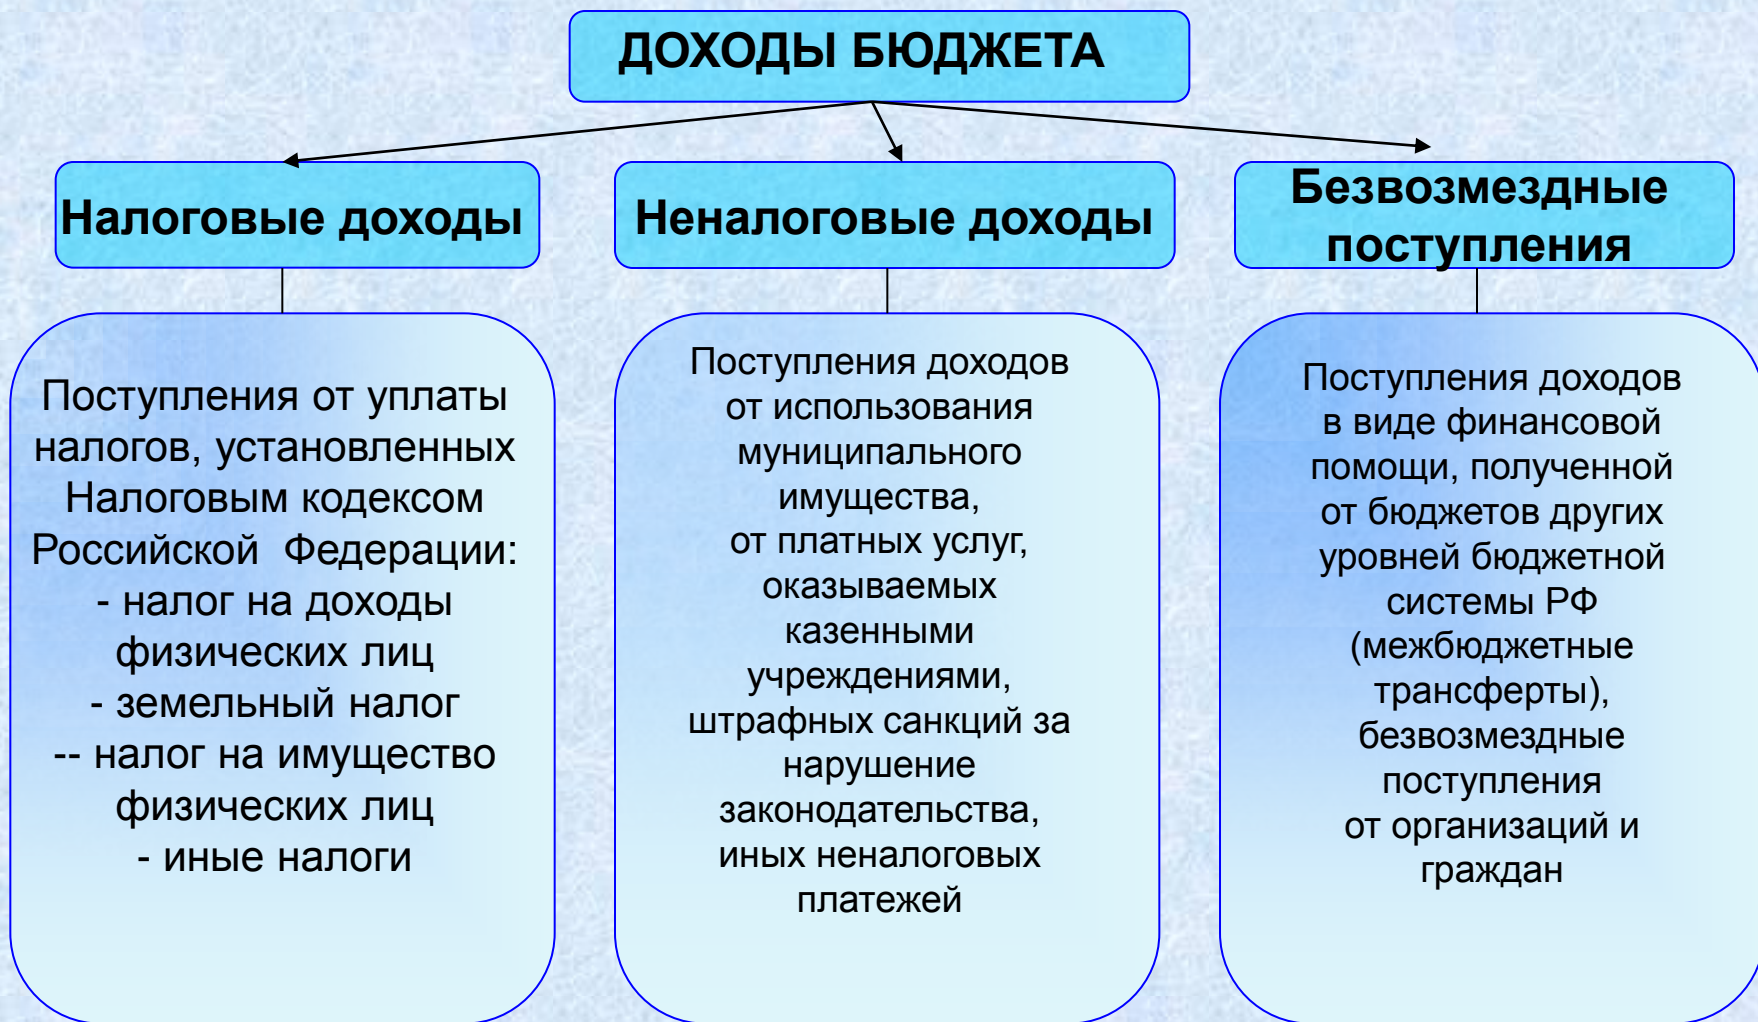 ДОХОДЫ БЮДЖЕТА
Налоговые доходы
Неналоговые доходы
Безвозмездные
поступления
Поступления от уплаты
налогов, установленных
Налоговым кодексом
Российской Федерации:
- налог на доходы
физических лиц
- земельный налог
-- налог на имущество
физических лиц
- иные налоги
Поступления доходов
от использования
муниципального
имущества,
от платных услуг,
оказываемых
казенными
учреждениями,
штрафных санкций за
нарушение
законодательства,
иных неналоговых
платежей
Поступления доходов
в виде финансовой
помощи, полученной
от бюджетов других
уровней бюджетной
системы РФ
(межбюджетные
трансферты),
безвозмездные
поступления
от организаций и
граждан